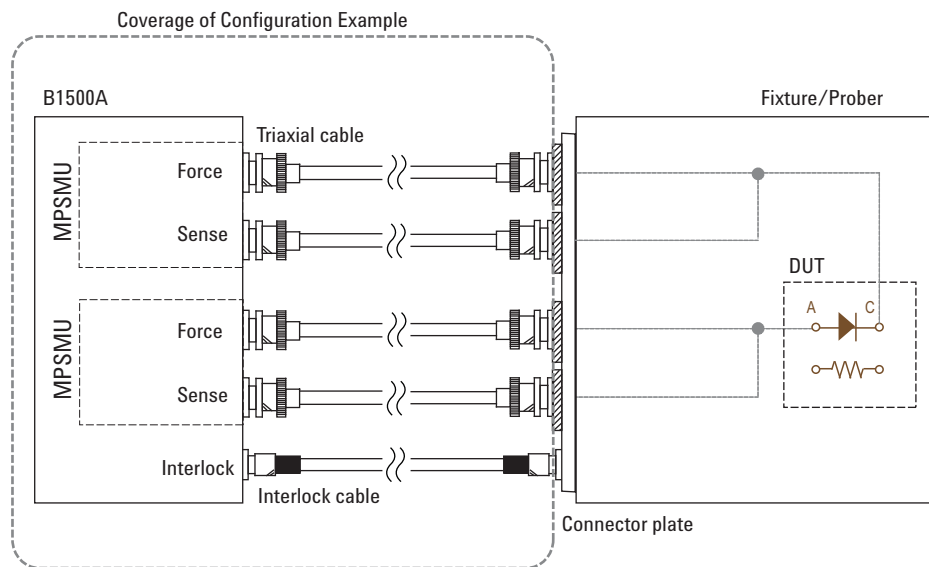 Coverage of Configuration Example
B1500A
Fixture/Prober
Triaxial cable
MPSMU
Force
Sense
DUT
A
C
MPSMU
Force
Sense
Interlock
Interlock cable
Connector plate